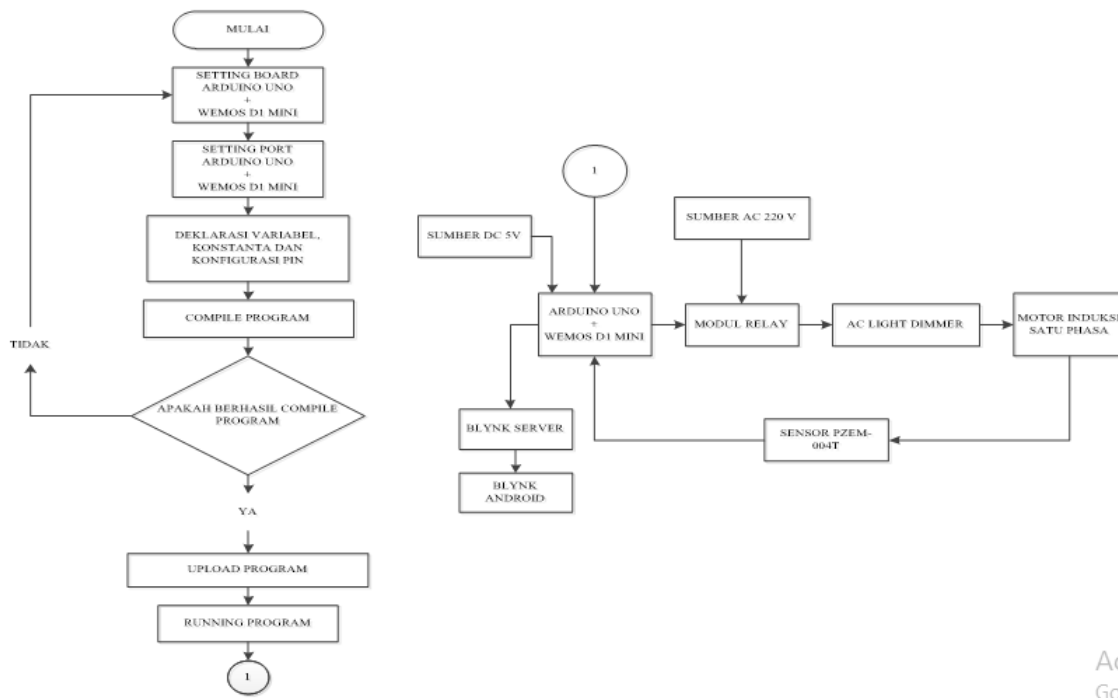 MULAI
SETTING BOARD
ARDUINO UNO
+
WEMOS D1 MINI
SETTING PORT
ARDUINO UNO
+
WEMOS D1 MINI
DEKLARASI VARIABEL,
KONSTANTA DAN
KONFIGURASI PIN
COMPILE PROGRAM
TIDAK
APAKAH BERHASIL COMPILE
PROGRAM
YA
UPLOAD PROGRAM
RUNNING PROGRAM
1
1
SUMBER DC 5V
SUMBER AC 220 V
ARDUINO UNO
+
WEMOS D1 MINI
MODUL RELAY
AC LIGHT DIMMER
MOTOR INDUKSI
SATU PHASA
BLYNK SERVER
SENSOR PZEM-
004T
BLYNK
ANDROID